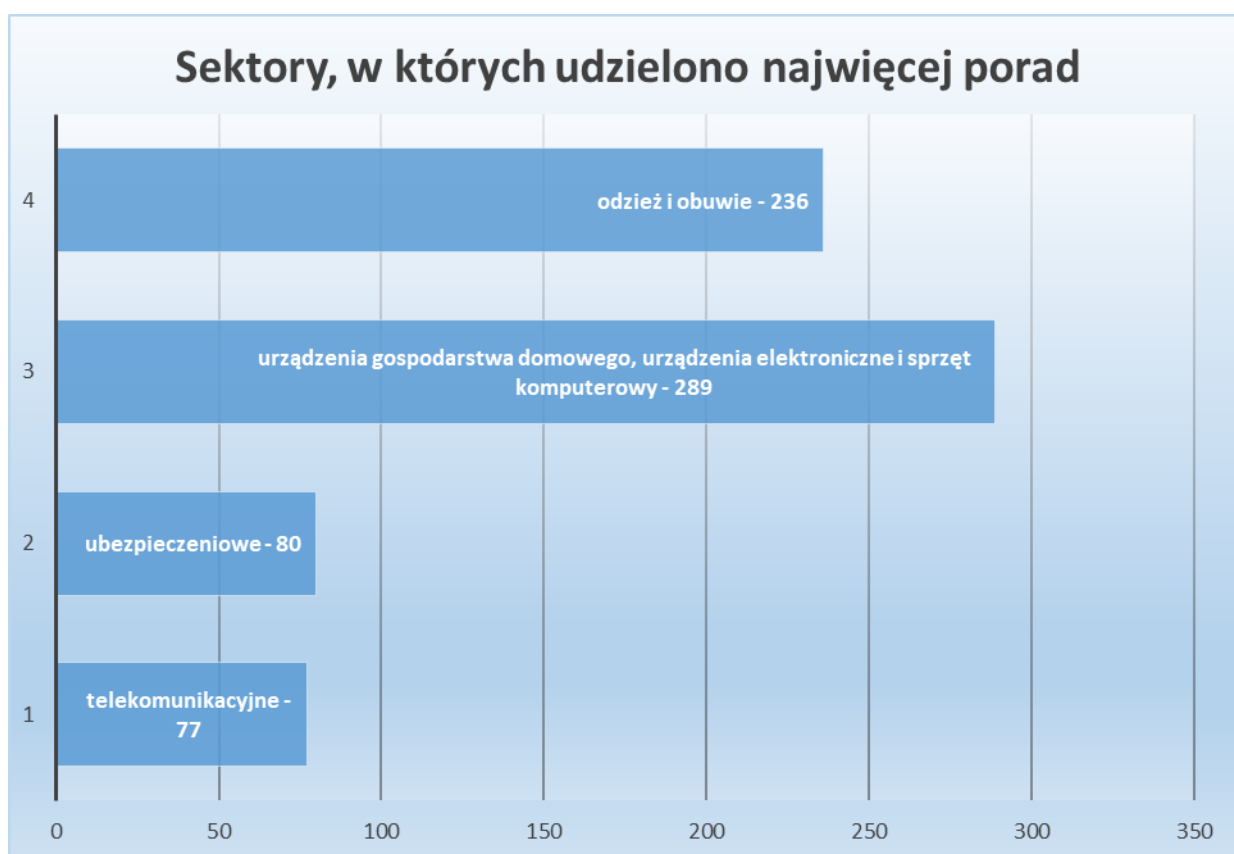 Sektory, w których udzielono najwięcej porad
4
odzież i obuwie - 236
3
urządzenia gospodarstwa domowego, urządzenia elektroniczne i sprzęt
komputerowy - 289
2
ubezpieczeniowe - 80
1
telekomunikacyjne -
77
0 50 100 150 200 250 300 350